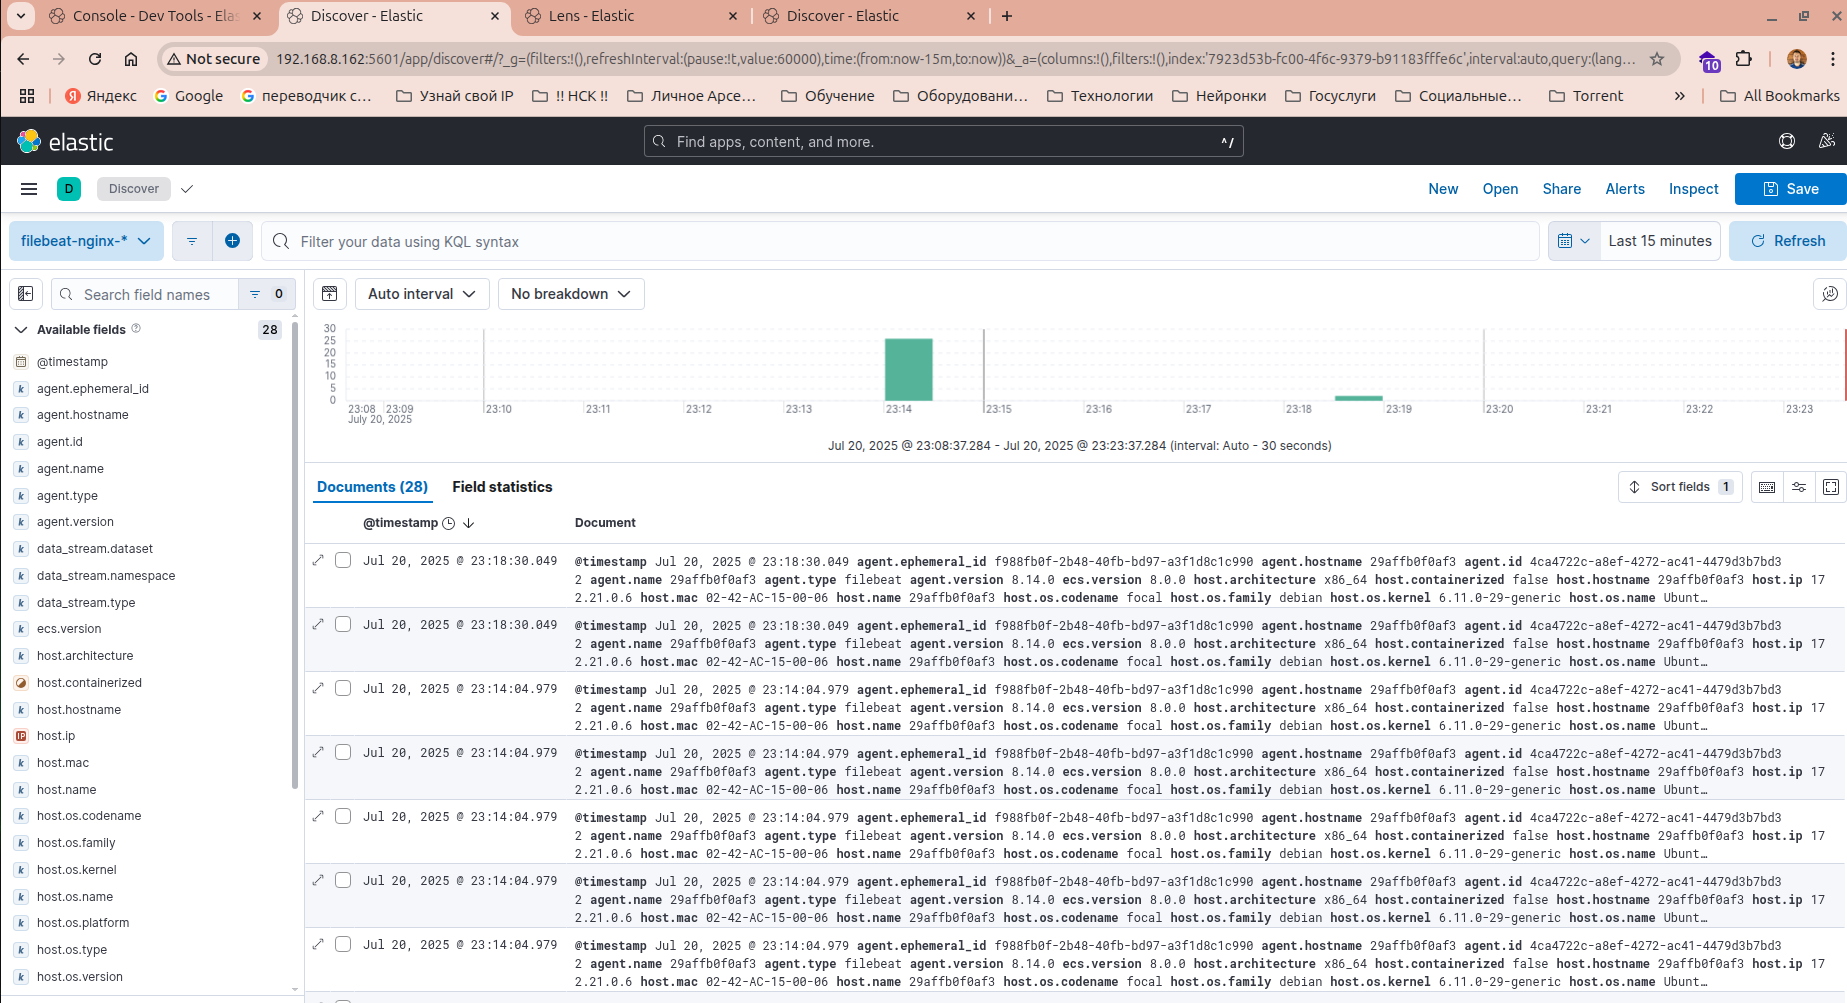 Console - Dev Tools - Elas
Discover - Elastic
Lens - Elastic
Discover - Elastic
Not secure
192.168.8.162:5601/app/discover#/?_g=(filters:!(),refreshInterval:(pause:!t,value:60000),time:(from:now-15m,to:now))&_a=(columns:!(),filters:!(),index:'7923d53b-fc00-4f6c-9379-b91183fffe6c',interval:auto,query:(lang...
10
Яндекс
Google
переводчик с...
Узнай свой IP
!! НСК !!
Личное Арсе...
Обучение
Оборудовани...
Технологии
Нейронки
Госуслуги
Социальные...
Torrent
»
All Bookmarks
elastic
Find apps, content, and more.
^/
D
Discover
New
Open
Share
Alerts
Inspect
Save
filebeat-nginx-*
Filter your data using KQL syntax
Last 15 minutes
Refresh
Search field names
0
Auto interval
No breakdown
Available fields
28
@timestamp
agent.ephemeral_id
agent.hostname
agent.id
agent.name
agent.type
agent.version
data_stream.dataset
data_stream.namespace
data_stream.type
ecs.version
host.architecture
host.containerized
host.hostname
host.ip
host.mac
host.name
host.os.codename
host.os.family
host.os.kernel
host.os.name
host.os.platform
host.os.type
host.os.version
30
25
20
15
10
5
0
23:08
23:09
23:10
23:11
23:12
23:13
23:14
23:15
23:16
23:17
23:18
23:19
23:20
23:21
23:22
23:23
July 20, 2025
Jul 20, 2025 @ 23:08:37.284 - Jul 20, 2025 @ 23:23:37.284 (interval: Auto - 30 seconds)
Documents (28)
Field statistics
Sort fields
1
@timestamp
Document
Jul 20, 2025 @ 23:18:30.049
@timestamp Jul 20, 2025 @ 23:18:30.049 agent.ephemeral_id f988fb0f-2b48-40fb-bd97-a3f1d8c1c990 agent.hostname 29affb0f0af3 agent.id 4ca4722c-a8ef-4272-ac41-4479d3b7bd3
2 agent.name 29affb0f0af3 agent.type filebeat agent.version 8.14.0 ecs.version 8.0.0 host.architecture x86_64 host.containerized false host.hostname 29affb0f0af3 host.ip 17
2.21.0.6 host.mac 02-42-AC-15-00-06 host.name 29affb0f0af3 host.os.codename focal host.os.family debian host.os.kernel 6.11.0-29-generic host.os.name Ubunt...
Jul 20, 2025 @ 23:18:30.049
@timestamp Jul 20, 2025 @ 23:18:30.049 agent.ephemeral_id f988fb0f-2b48-40fb-bd97-a3f1d8c1c990 agent.hostname 29affb0f0af3 agent.id 4ca4722c-a8ef-4272-ac41-4479d3b7bd3
2 agent.name 29affb0f0af3 agent.type filebeat agent.version 8.14.0 ecs.version 8.0.0 host.architecture x86_64 host.containerized false host.hostname 29affb0f0af3 host.ip 17
2.21.0.6 host.mac 02-42-AC-15-00-06 host.name 29affb0f0af3 host.os.codename focal host.os.family debian host.os.kernel 6.11.0-29-generic host.os.name Ubunt...
Jul 20, 2025 @ 23:14:04.979
@timestamp Jul 20, 2025 @ 23:14:04.979 agent.ephemeral_id f988fb0f-2b48-40fb-bd97-a3f1d8c1c990 agent.hostname 29affb0f0af3 agent.id 4ca4722c-a8ef-4272-ac41-4479d3b7bd3
2 agent.name 29affb0f0af3 agent.type filebeat agent.version 8.14.0 ecs.version 8.0.0 host.architecture x86_64 host.containerized false host.hostname 29affb0f0af3 host.ip 17
2.21.0.6 host.mac 02-42-AC-15-00-06 host.name 29affb0f0af3 host.os.codename focal host.os.family debian host.os.kernel 6.11.0-29-generic host.os.name Ubunt...
Jul 20, 2025 @ 23:14:04.979
@timestamp Jul 20, 2025 @ 23:14:04.979 agent.ephemeral_id f988fb0f-2b48-40fb-bd97-a3f1d8c1c990 agent.hostname 29affb0f0af3 agent.id 4ca4722c-a8ef-4272-ac41-4479d3b7bd3
2 agent.name 29affb0f0af3 agent.type filebeat agent.version 8.14.0 ecs.version 8.0.0 host.architecture x86_64 host.containerized false host.hostname 29affb0f0af3 host.ip 17
2.21.0.6 host.mac 02-42-AC-15-00-06 host.name 29affb0f0af3 host.os.codename focal host.os.family debian host.os.kernel 6.11.0-29-generic host.os.name Ubunt...
Jul 20, 2025 @ 23:14:04.979
@timestamp Jul 20, 2025 @ 23:14:04.979 agent.ephemeral_id f988fb0f-2b48-40fb-bd97-a3f1d8c1c990 agent.hostname 29affb0f0af3 agent.id 4ca4722c-a8ef-4272-ac41-4479d3b7bd3
2 agent.name 29affb0f0af3 agent.type filebeat agent.version 8.14.0 ecs.version 8.0.0 host.architecture x86_64 host.containerized false host.hostname 29affb0f0af3 host.ip 17
2.21.0.6 host.mac 02-42-AC-15-00-06 host.name 29affb0f0af3 host.os.codename focal host.os.family debian host.os.kernel 6.11.0-29-generic host.os.name Ubunt...
Jul 20, 2025 @ 23:14:04.979
@timestamp Jul 20, 2025 @ 23:14:04.979 agent.ephemeral_id f988fb0f-2b48-40fb-bd97-a3f1d8c1c990 agent.hostname 29affb0f0af3 agent.id 4ca4722c-a8ef-4272-ac41-4479d3b7bd3
2 agent.name 29affb0f0af3 agent.type filebeat agent.version 8.14.0 ecs.version 8.0.0 host.architecture x86_64 host.containerized false host.hostname 29affb0f0af3 host.ip 17
2.21.0.6 host.mac 02-42-AC-15-00-06 host.name 29affb0f0af3 host.os.codename focal host.os.family debian host.os.kernel 6.11.0-29-generic host.os.name Ubunt...
Jul 20, 2025 @ 23:14:04.979
@timestamp Jul 20, 2025 @ 23:14:04.979 agent.ephemeral_id f988fb0f-2b48-40fb-bd97-a3f1d8c1c990 agent.hostname 29affb0f0af3 agent.id 4ca4722c-a8ef-4272-ac41-4479d3b7bd3
2 agent.name 29affb0f0af3 agent.type filebeat agent.version 8.14.0 ecs.version 8.0.0 host.architecture x86_64 host.containerized false host.hostname 29affb0f0af3 host.ip 17
2.21.0.6 host.mac 02-42-AC-15-00-06 host.name 29affb0f0af3 host.os.codename focal host.os.family debian host.os.kernel 6.11.0-29-generic host.os.name Ubunt...